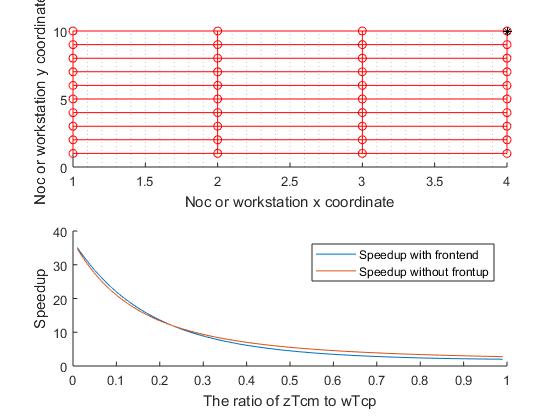 Noc or workstation y coordinate
10
5
0
1 1.5 2 2.5 3 3.5 4
Noc or workstation x coordinate
Speedup
40
30
20
10
0
Speedup with frontend
Speedup without frontup
0 0.1 0.2 0.3 0.4 0.5 0.6 0.7 0.8 0.9 1
The ratio of zTcm to wTcp